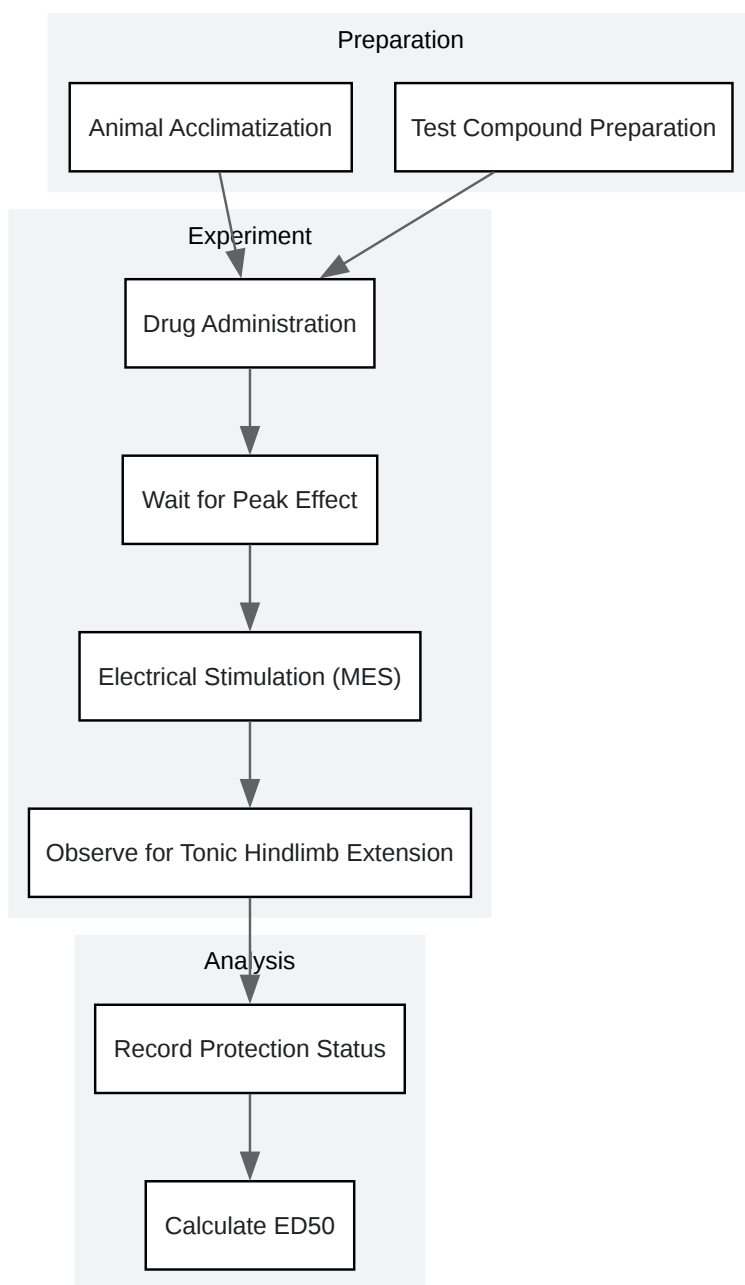 Preparation
Animal Acclimatization
Test Compound Preparation
Experiment
Drug Administration
Wait for Peak Effect
Electrical Stimulation (MES)
Observe for Tonic Hindlimb Extension
Analysis
Record Protection Status
Calculate ED50